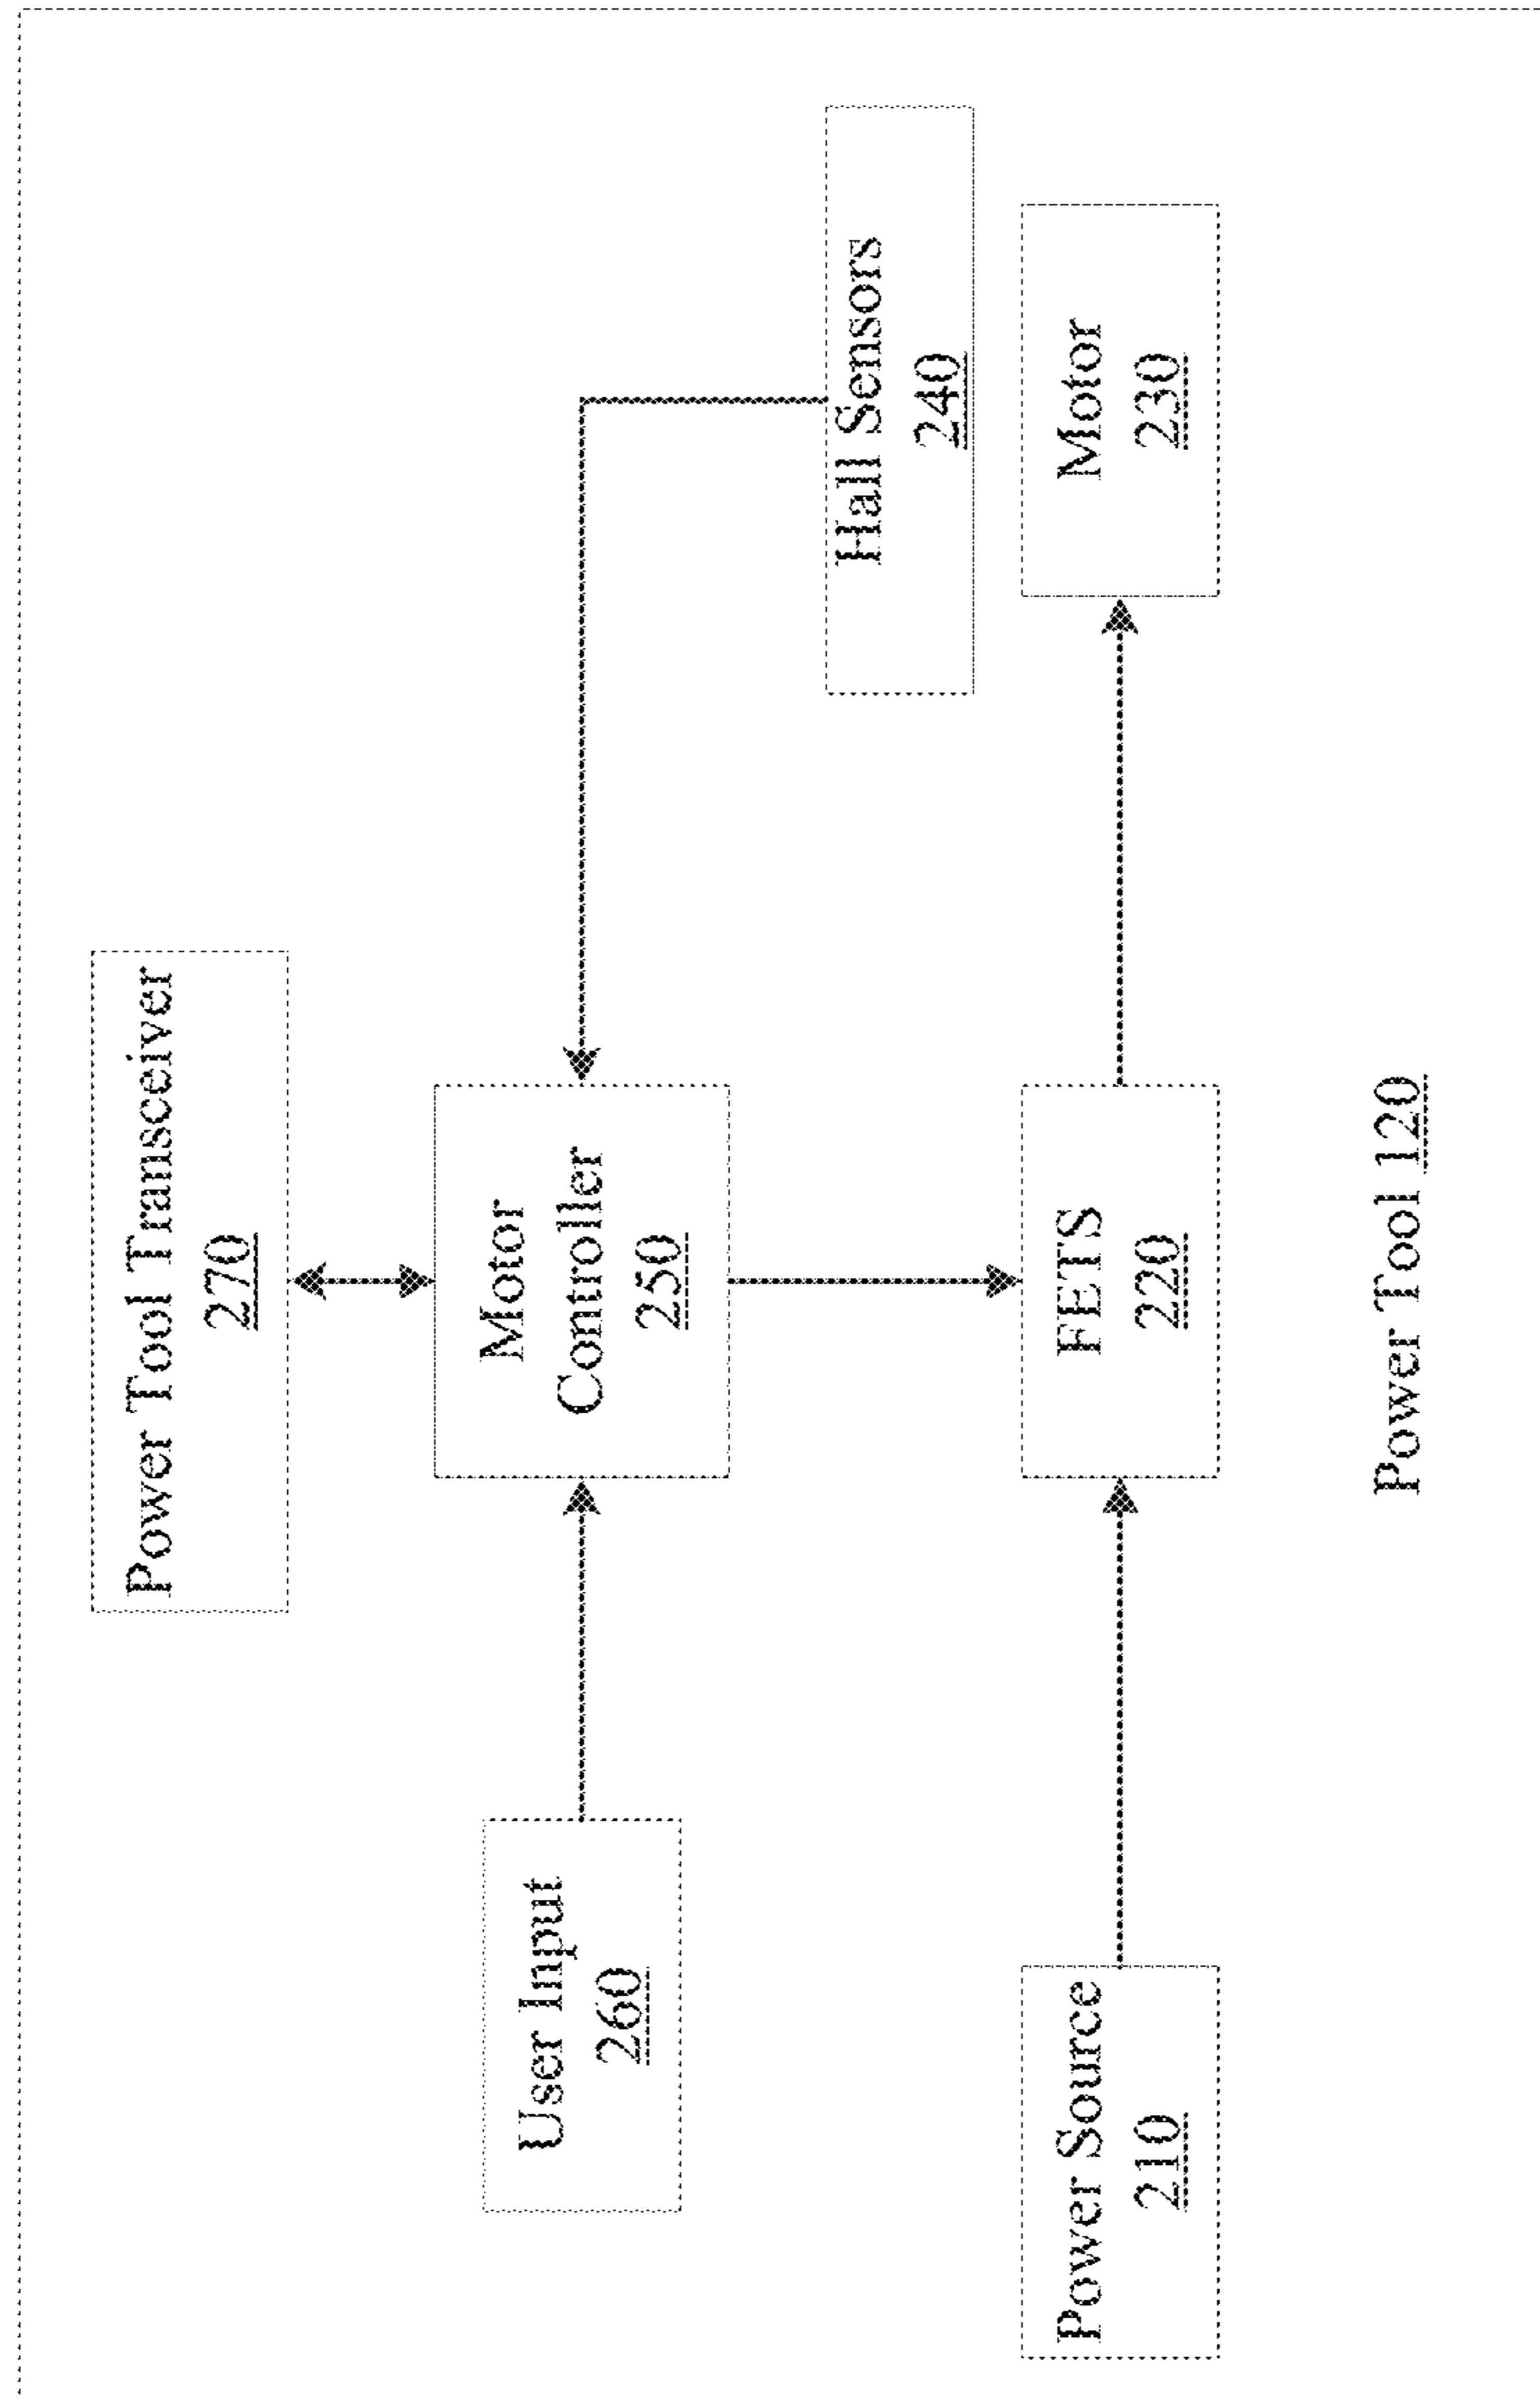 Power Tool Transceiver
270
User Input
260
Motor
Controller
250
Hall Sensors
240
Power Source
210
FETS
220
Motor
230
Power Tool 120